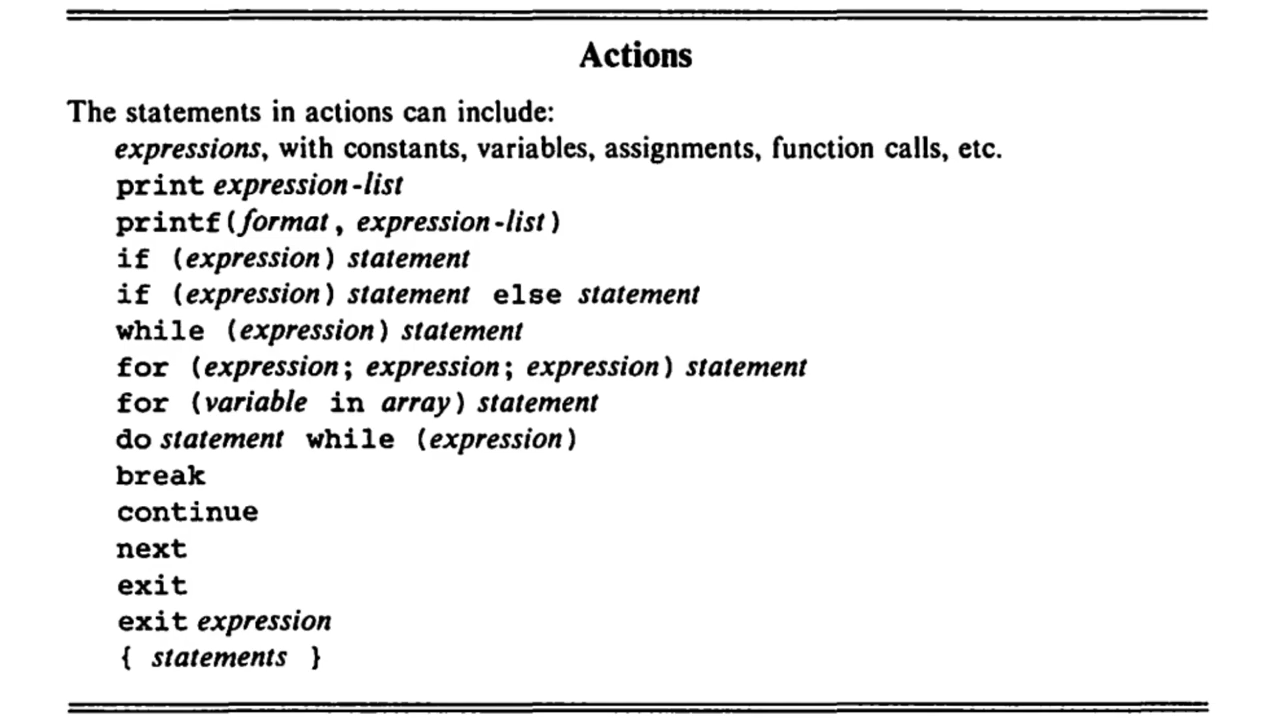 Actions
The statements in actions can include:
expressions, with constants, variables, assignments, function calls, etc.
print expression-list
printf(format, expression-list)
if (expression) statement
if (expression) statement else statement
while (expression) statement
for (expression; expression; expression) statement
for (variable in array) statement
do statement while (expression)
break
continue
next
exit
exit expression
{ statements }